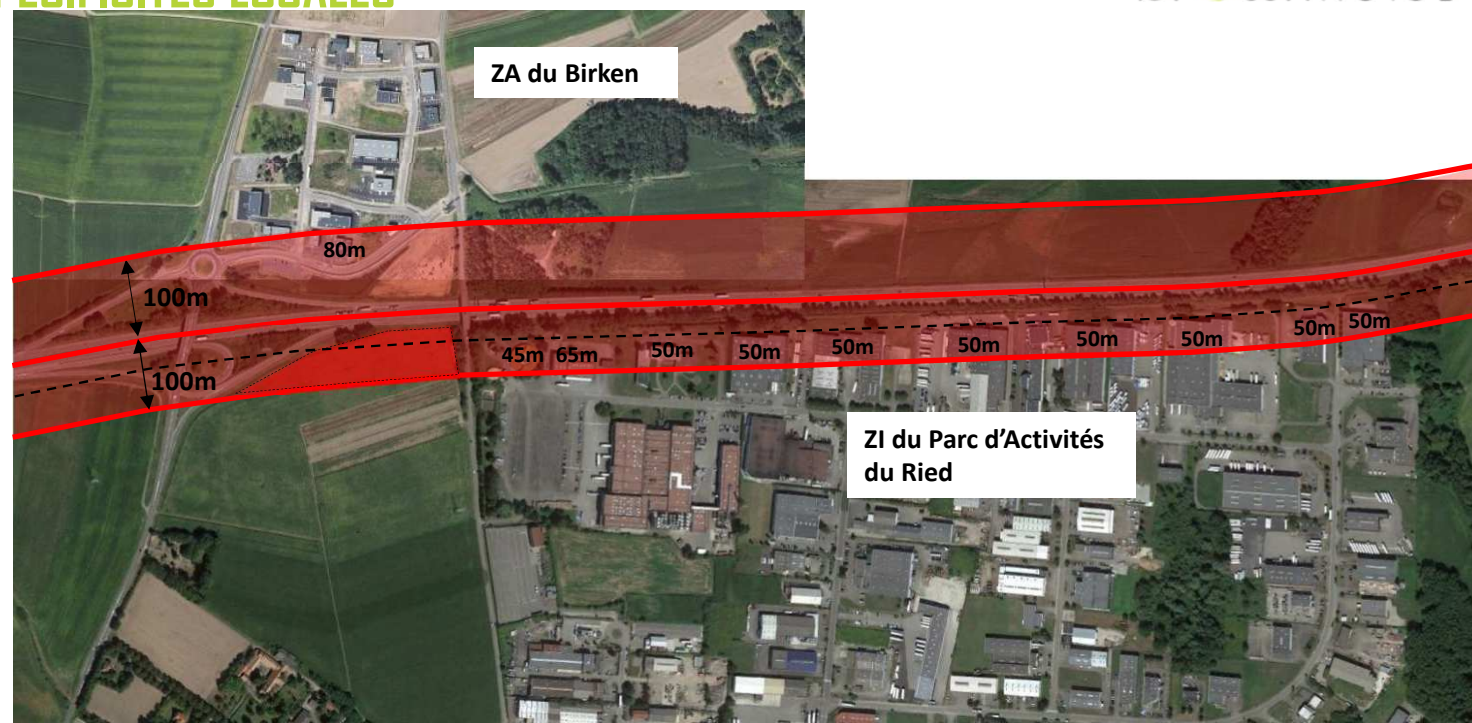 ZA du Birken
80m
100m
100m
45m
65m
50m
50m
50m
50m
50m
50m
50m
50m
ZI du Parc d’Activités
du Ried